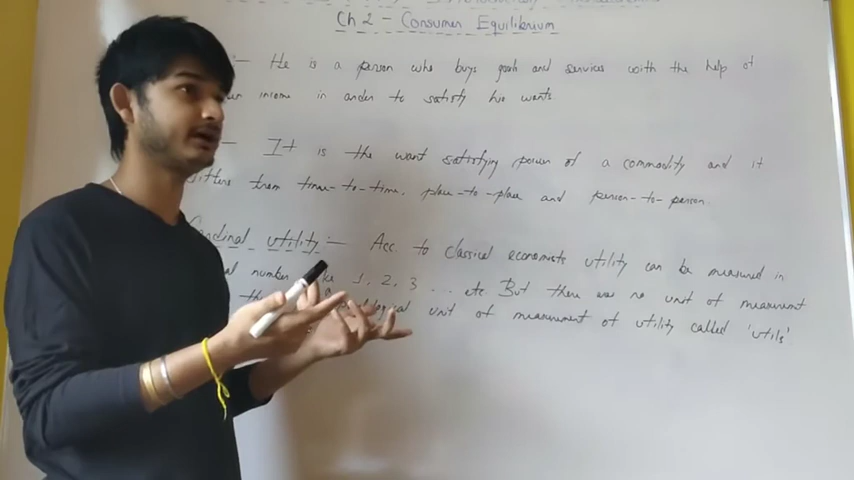 Ch 2 - Consumer Equilibrium
:- He is a person who buys goods and services with the help of
income in order to satisfy his wants
- It is the want satisfying power of a commodity and it
from time-to-time, place-to-place and person-to-person.
Cardinal utility :- Acc. to classical economists utility can be measured in
number 1, 2, 3 ... etc. But there was no unit of measurment
unit of measurment of utility called 'utils'